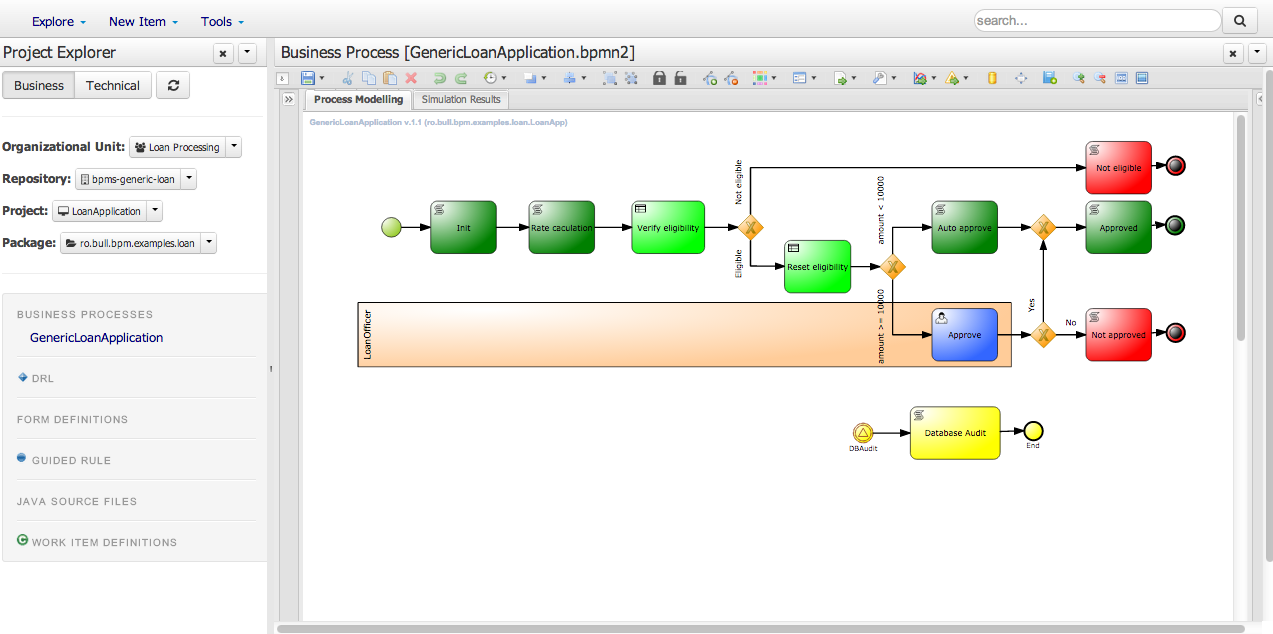 Explore
New Item
Tools
search...
Project Explorer
Business
Technical
Organizational Unit:
Loan Processing
Repository:
bpms-generic-loan
Project:
LoanApplication
Package:
ro.bull.bpm.examples.loan
BUSINESS PROCESSES
GenericLoanApplication
DRL
FORM DEFINITIONS
GUIDED RULE
JAVA SOURCE FILES
WORK ITEM DEFINITIONS
Business Process [GenericLoanApplication.bpmn2]
Process Modelling
Simulation Results
GenericLoanApplication v.1.1 (ro.bull.bpm.examples.loan.LoanApp)
Init
Rate caculation
Verify eligibility
Not eligible
Eligible
Reset eligibility
amount < 10000
amount >= 10000
Auto approve
Not eligible
Approved
LoanOfficer
Approve
Yes
No
Not approved
DBAudit
Database Audit
End